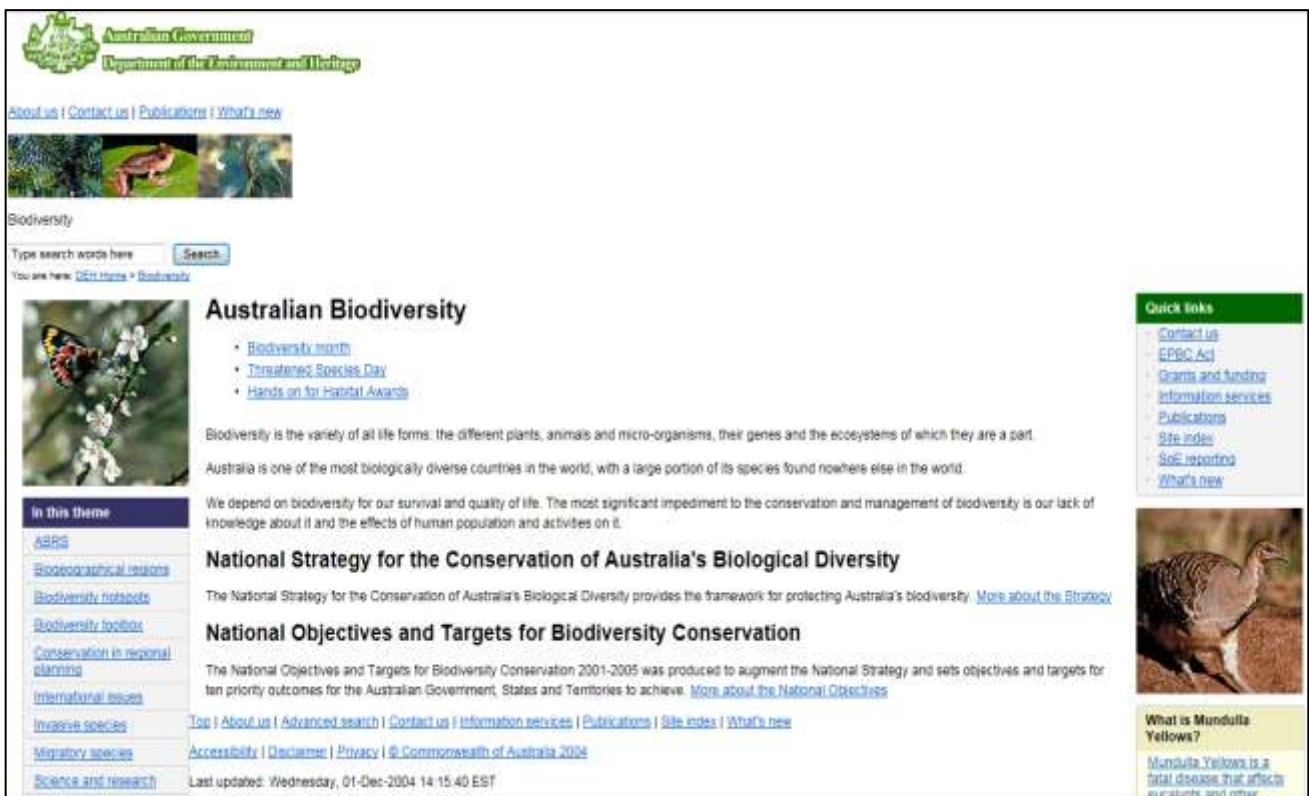 Australian Government
Department of the Environment and Heritage
About us | Contact us | Publications | What's new
Biodiversity
Type search words here Search
You are here: DEH Home > Biodiversity
In this theme
ABRS
Biogeographical regions
Biodiversity hotspots
Biodiversity toolbox
Conservation in regional
planning
International issues
Invasive species
Migratory species
Science and research
Australian Biodiversity
• Biodiversity month
• Threatened Species Day
• Hands on for Habitat Awards
Biodiversity is the variety of all life forms: the different plants, animals and micro-organisms, their genes and the ecosystems of which they are a part.
Australia is one of the most biologically diverse countries in the world, with a large portion of its species found nowhere else in the world.
We depend on biodiversity for our survival and quality of life. The most significant impediment to the conservation and management of biodiversity is our lack of
knowledge about it and the effects of human population and activities on it.
National Strategy for the Conservation of Australia's Biological Diversity
The National Strategy for the Conservation of Australia's Biological Diversity provides the framework for protecting Australia's biodiversity. More about the Strategy
National Objectives and Targets for Biodiversity Conservation
The National Objectives and Targets for Biodiversity Conservation 2001-2005 was produced to augment the National Strategy and sets objectives and targets for
ten priority outcomes for the Australian Government, States and Territories to achieve. More about the National Objectives
Top | About us | Advanced search | Contact us | Information services | Publications | Site index | What's new
Accessibility | Disclaimer | Privacy | © Commonwealth of Australia 2004
Last updated: Wednesday, 01-Dec-2004 14:15:40 EST
Quick links
Contact us
EPBC Act
Grants and funding
Information services
Publications
Site index
SoE reporting
What's new
What is Mundulla
Yellows?
Mundulla Yellows is a
fatal disease that affects
eucalypts and other